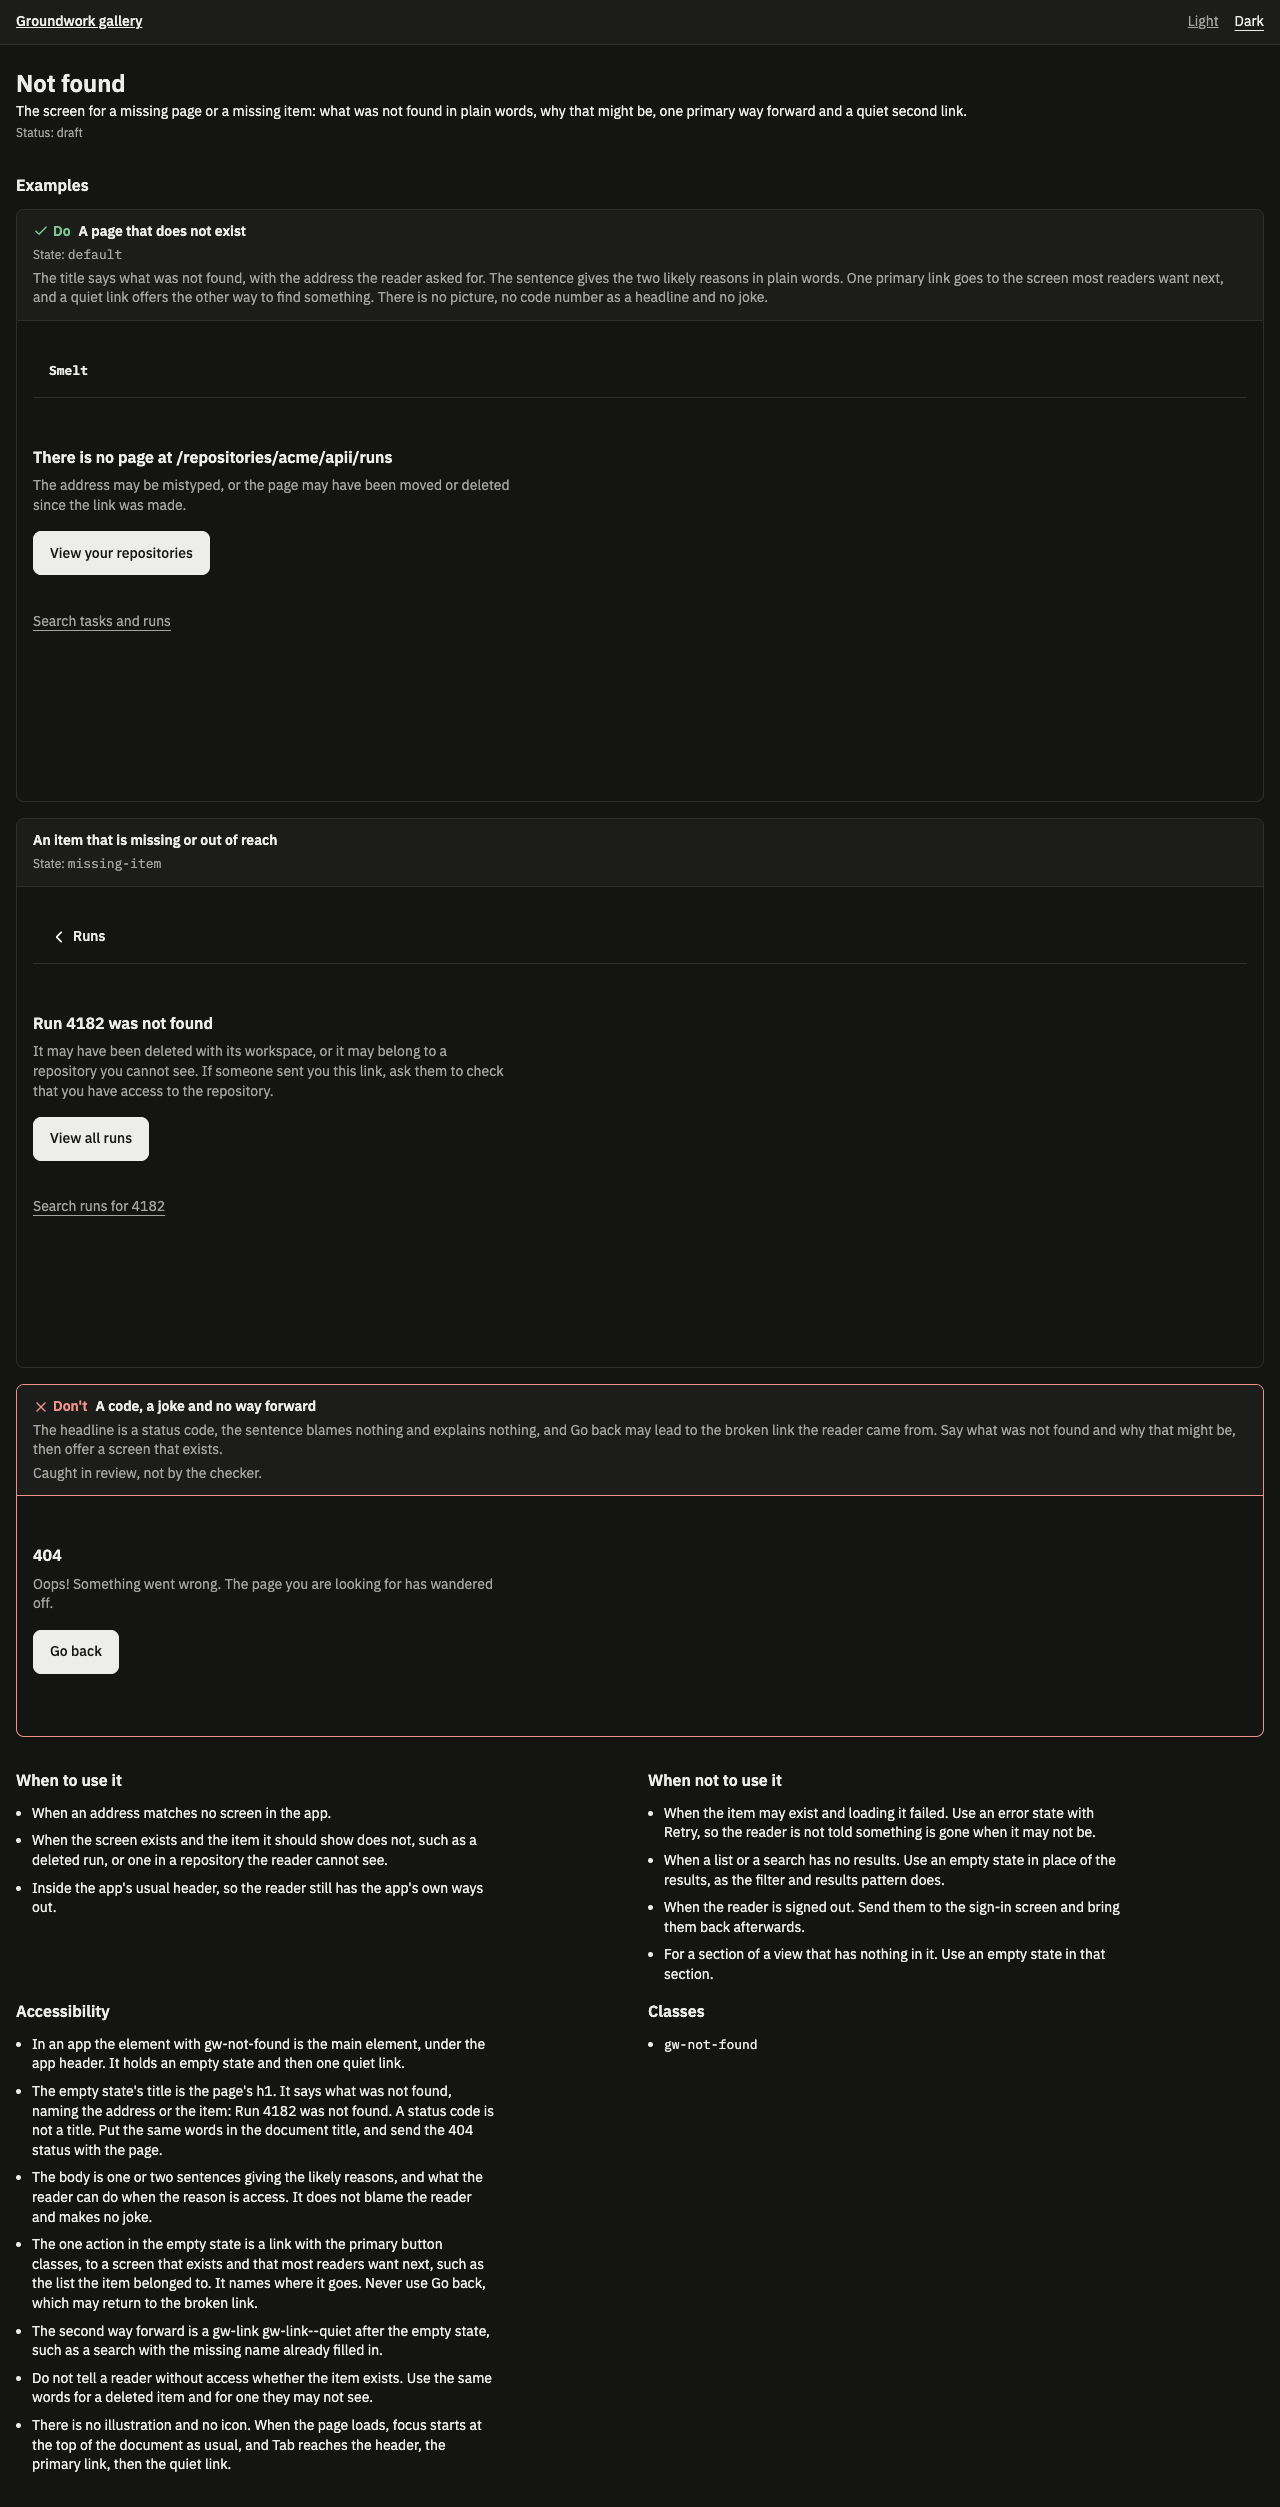 Groundwork gallery
Light Dark
Not found
The screen for a missing page or a missing item: what was not found in plain words, why that might be, one primary way forward and a quiet second link.
Status: draft
Examples
Do A page that does not exist
State: default
The title says what was not found, with the address the reader asked for. The sentence gives the two likely reasons in plain words. One primary link goes to the screen most readers want next,
and a quiet link offers the other way to find something. There is no picture, no code number as a headline and no joke.
Smelt
There is no page at /repositories/acme/apii/runs
The address may be mistyped, or the page may have been moved or deleted
since the link was made.
View your repositories
Search tasks and runs
An item that is missing or out of reach
State: missing-item
Runs
Run 4182 was not found
It may have been deleted with its workspace, or it may belong to a
repository you cannot see. If someone sent you this link, ask them to check
that you have access to the repository.
View all runs
Search runs for 4182
Don't A code, a joke and no way forward
The headline is a status code, the sentence blames nothing and explains nothing, and Go back may lead to the broken link the reader came from. Say what was not found and why that might be,
then offer a screen that exists.
Caught in review, not by the checker.
404
Oops! Something went wrong. The page you are looking for has wandered
off.
Go back
When to use it
When an address matches no screen in the app.
When the screen exists and the item it should show does not, such as a
deleted run, or one in a repository the reader cannot see.
Inside the app's usual header, so the reader still has the app's own ways
out.
When not to use it
When the item may exist and loading it failed. Use an error state with
Retry, so the reader is not told something is gone when it may not be.
When a list or a search has no results. Use an empty state in place of the
results, as the filter and results pattern does.
When the reader is signed out. Send them to the sign-in screen and bring
them back afterwards.
For a section of a view that has nothing in it. Use an empty state in that
section.
Accessibility
In an app the element with gw-not-found is the main element, under the
app header. It holds an empty state and then one quiet link.
The empty state's title is the page's h1. It says what was not found,
naming the address or the item: Run 4182 was not found. A status code is
not a title. Put the same words in the document title, and send the 404
status with the page.
The body is one or two sentences giving the likely reasons, and what the
reader can do when the reason is access. It does not blame the reader
and makes no joke.
The one action in the empty state is a link with the primary button
classes, to a screen that exists and that most readers want next, such as
the list the item belonged to. It names where it goes. Never use Go back,
which may return to the broken link.
The second way forward is a gw-link gw-link--quiet after the empty state,
such as a search with the missing name already filled in.
Do not tell a reader without access whether the item exists. Use the same
words for a deleted item and for one they may not see.
There is no illustration and no icon. When the page loads, focus starts at
the top of the document as usual, and Tab reaches the header, the
primary link, then the quiet link.
Classes
gw-not-found